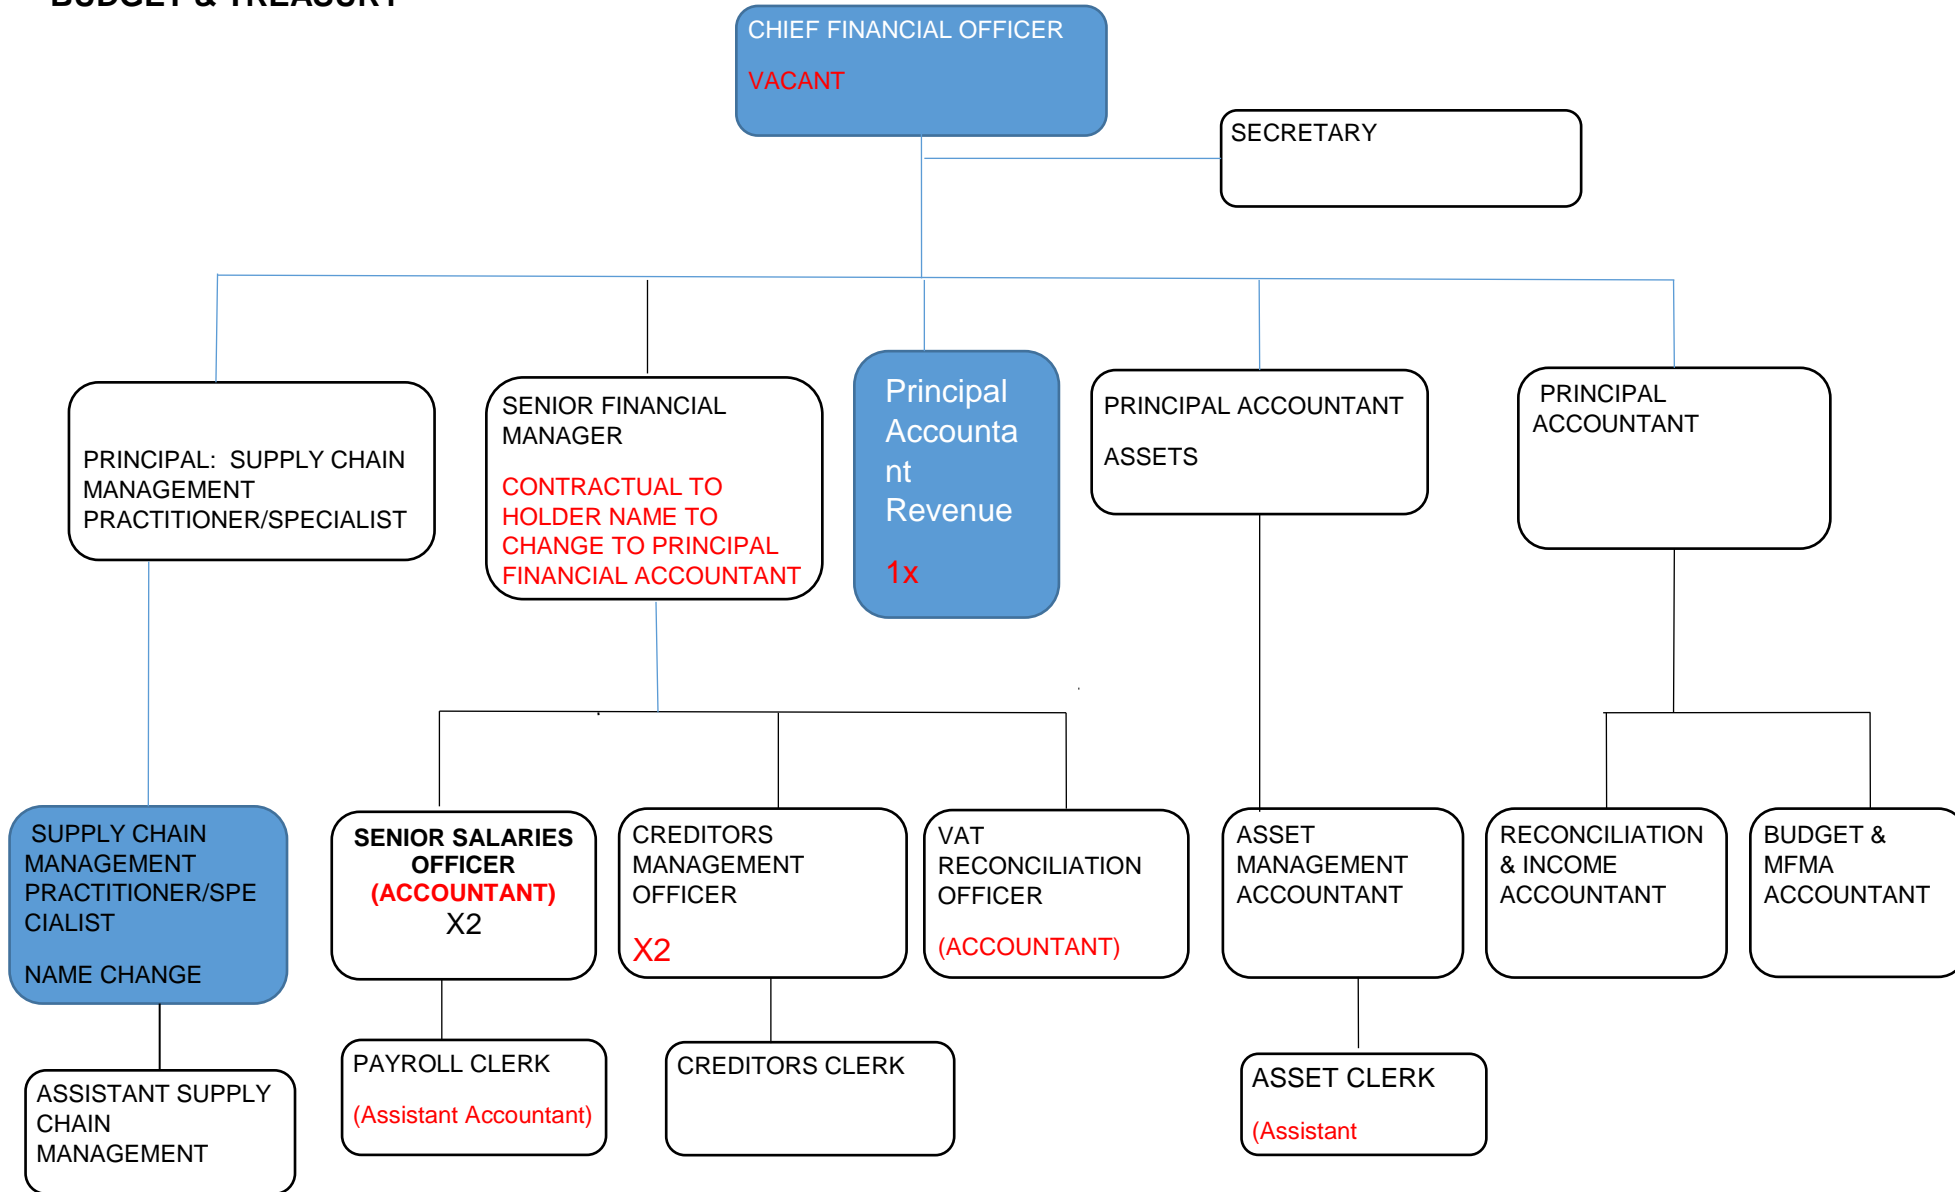 BUDGET & TREASURY
CHIEF FINANCIAL OFFICER
VACANT
SECRETARY
PRINCIPAL: SUPPLY CHAIN
MANAGEMENT
PRACTITIONER/SPECIALIST
SENIOR FINANCIAL
MANAGER
CONTRACTUAL TO
HOLDER NAME TO
CHANGE TO PRINCIPAL
FINANCIAL ACCOUNTANT
Principal
Accounta
nt
Revenue
1x
PRINCIPAL ACCOUNTANT
ASSETS
PRINCIPAL
ACCOUNTANT
SUPPLY CHAIN
MANAGEMENT
PRACTITIONER/SPE
CIALIST
NAME CHANGE
SENIOR SALARIES
OFFICER
(ACCOUNTANT)
X2
CREDITORS
MANAGEMENT
OFFICER
X2
VAT
RECONCILIATION
OFFICER
(ACCOUNTANT)
ASSET
MANAGEMENT
ACCOUNTANT
RECONCILIATION
& INCOME
ACCOUNTANT
BUDGET &
MFMA
ACCOUNTANT
ASSISTANT SUPPLY
CHAIN
MANAGEMENT
PAYROLL CLERK
(Assistant Accountant)
CREDITORS CLERK
ASSET CLERK
(Assistant